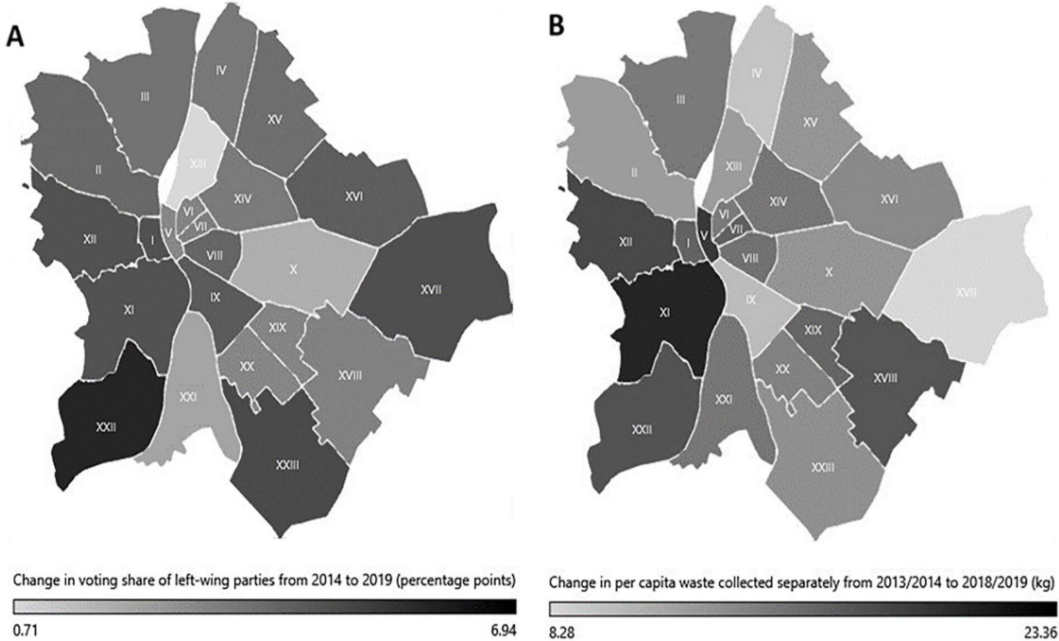 A
III
IV
XV
II
XIII
XVI
XIV
VI
VII
V
XII
I
VIII
X
XVII
IX
XI
XIX
XX
XVIII
XXI
XXII
XXIII
Change in voting share of left-wing parties from 2014 to 2019 (percentage points)
0.71 6.94
B
IV
III
XV
XIII
II
XVI
XIV
VI
VII
V
XII
I
VIII
X
XVII
IX
XI
XIX
XX
XVIII
XXI
XXII
XXIII
Change in per capita waste collected separately from 2013/2014 to 2018/2019 (kg)
8.28 23.36